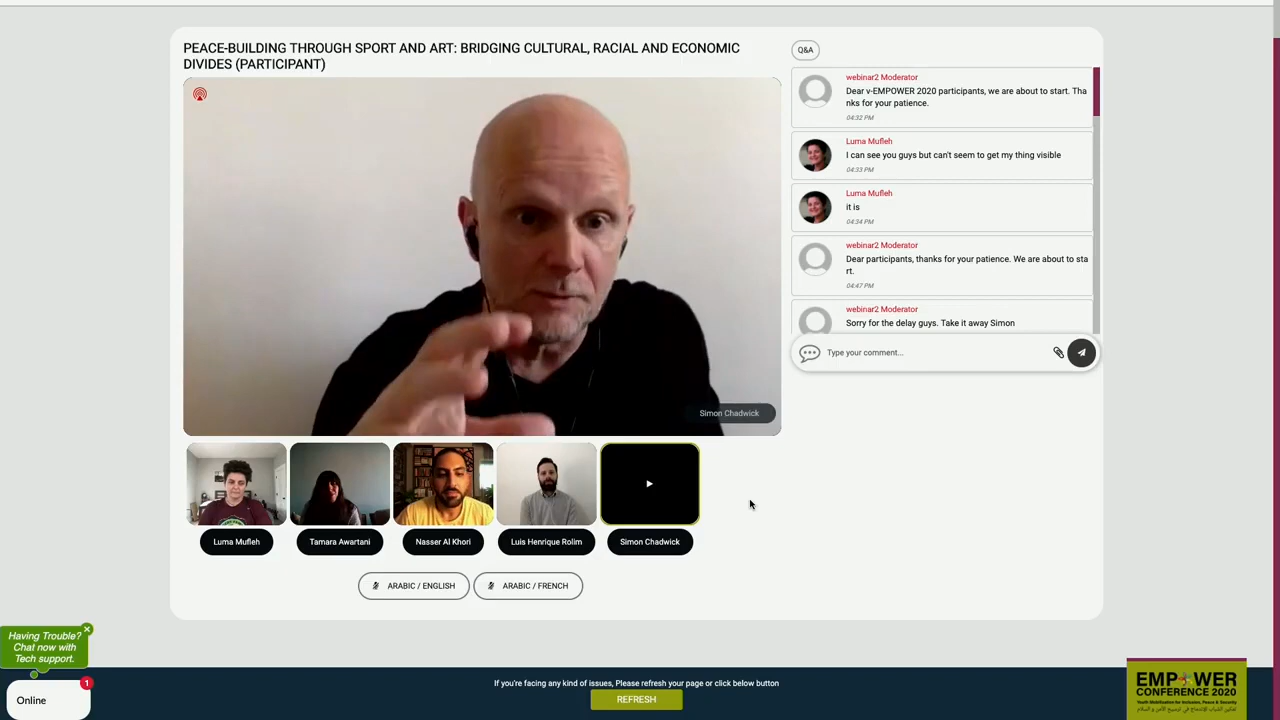 PEACE-BUILDING THROUGH SPORT AND ART: BRIDGING CULTURAL, RACIAL AND ECONOMIC
DIVIDES (PARTICIPANT)
Simon Chadwick
Luma Mufleh
Tamara Awartani
Nasser Al Khori
Luis Henrique Rolim
Simon Chadwick
ARABIC / ENGLISH
ARABIC / FRENCH
Q&A
webinar2 Moderator
Dear v-EMPOWER 2020 participants, we are about to start. Tha
nks for your patience.
04:32 PM
Luma Mufleh
I can see you guys but can't seem to get my thing visible
04:33 PM
Luma Mufleh
it is
04:34 PM
webinar2 Moderator
Dear participants, thanks for your patience. We are about to sta
rt.
04:47 PM
webinar2 Moderator
Sorry for the delay guys. Take it away Simon
Type your comment...
Having Trouble?
Chat now with
Tech support.
Online
1
If you're facing any kind of issues, Please refresh your page or click below button
REFRESH
EMPOWER
CONFERENCE 2020
Youth Mobilisation for Inclusion, Peace & Security